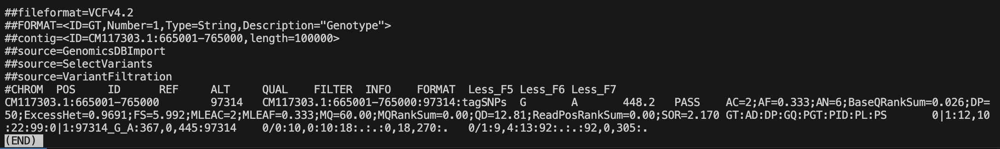 ##fileformat=VCFv4.2
##FORMAT=<ID=GT,Number=1,Type=String,Description="Genotype">
##contig=<ID=CM117303.1:665001-765000,length=100000>
##source=GenomicsDBImport
##source=SelectVariants
##source=VariantFiltration
#CHROM  POS     ID      REF     ALT     QUAL    FILTER  INFO    FORMAT  Less_F5 Less_F6 Less_F7
CM117303.1:665001-765000        97314   CM117303.1:665001-765000:97314:tagSNPs  G       A       448.2   PASS    AC=2;AF=0.333;AN=6;BaseQRankSum=0.026;DP=
50;ExcessHet=0.9691;FS=5.992;MLEAC=2;MLEAF=0.333;MQ=60.00;MQRankSum=0.00;QD=12.81;ReadPosRankSum=0.00;SOR=2.170 GT:AD:DP:GQ:PGT:PID:PL:PS       0|1:12,10
:22:99:0|1:97314_G_A:367,0,445:97314    0/0:10,0:10:18:.:.:0,18,270:.   0/1:9,4:13:92:.:.:92,0,305:.
(END)